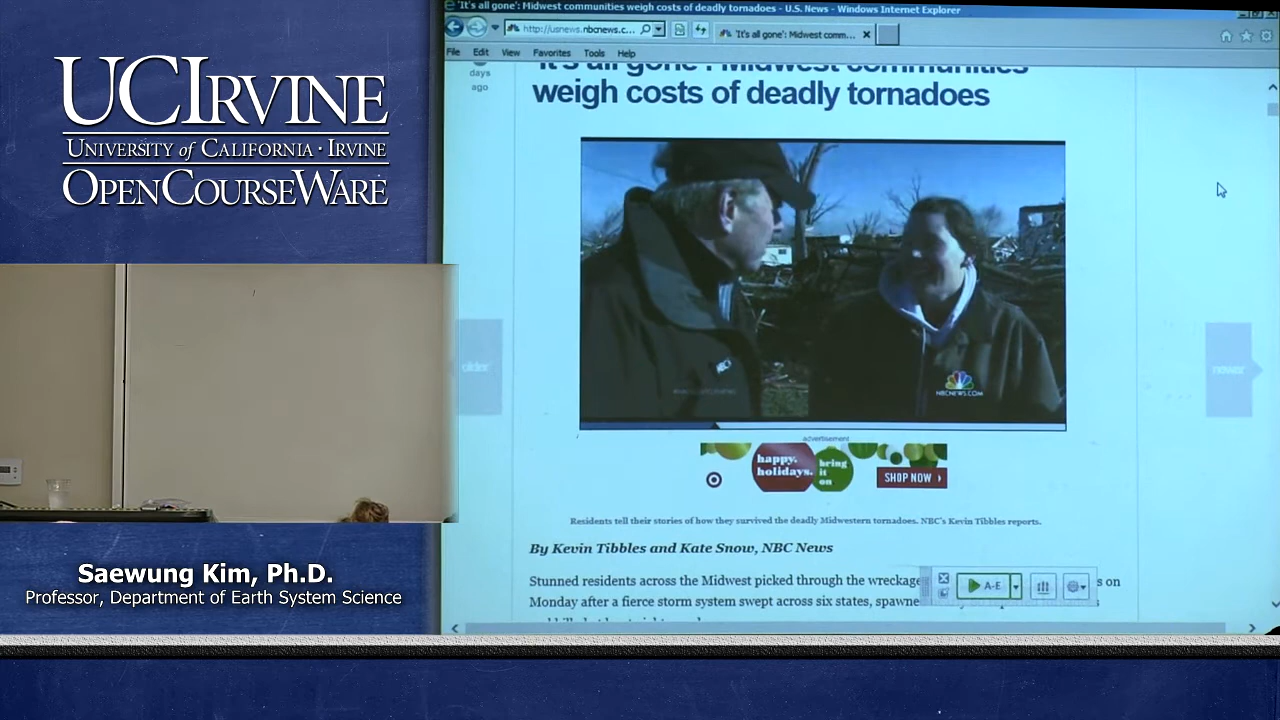 UCIRVINE
UNIVERSITY of CALIFORNIA · IRVINE
OPENCOURSEWARE
Saewung Kim, Ph.D.
Professor, Department of Earth System Science
'It's all gone': Midwest communities weigh costs of deadly tornadoes - U.S. News - Windows Internet Explorer
http://usnews.nbcnews.c...
'It's all gone': Midwest comm...
File Edit View Favorites Tools Help
days
ago
'It's all gone': Midwest communities
weigh costs of deadly tornadoes
older
newer
NBC
NBCNEWS.COM
advertisement
happy.
holidays.
bring
it
on
SHOP NOW
Residents tell their stories of how they survived the deadly Midwestern tornadoes. NBC's Kevin Tibbles reports.
By Kevin Tibbles and Kate Snow, NBC News
Stunned residents across the Midwest picked through the wreckage s on
A-E
Monday after a fierce storm system swept across six states, spawne